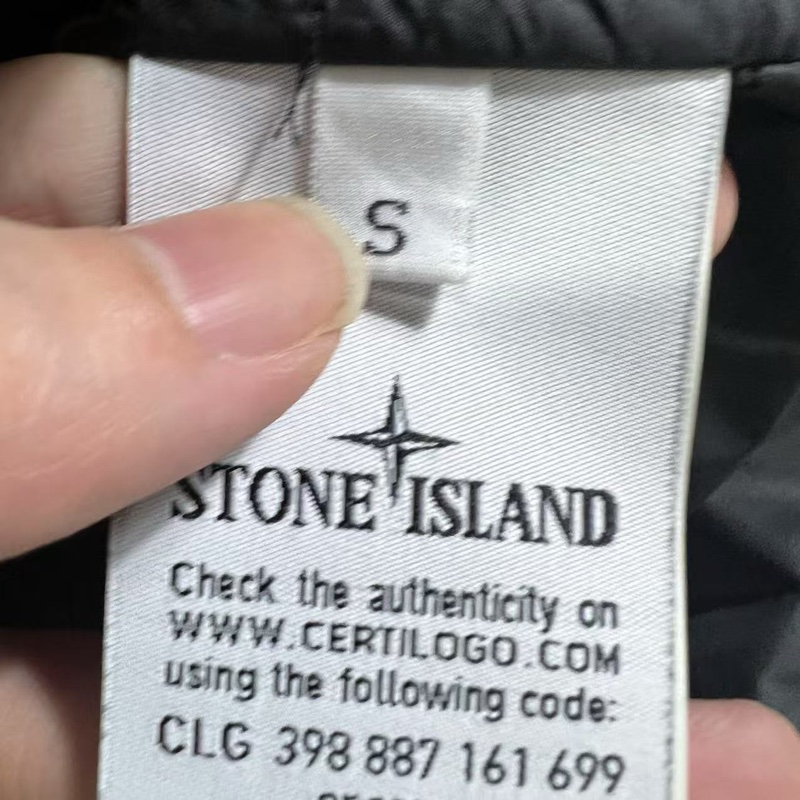 S
STONE ISLAND
Check the authenticity on
WWW.CERTILOGO.COM
using the following code:
CLG 398 887 161 699